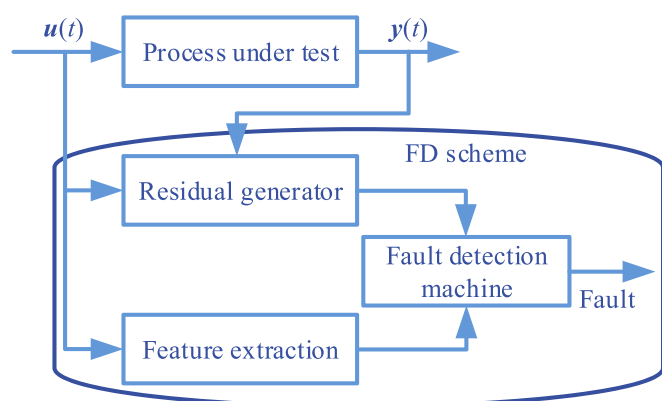 u(t)
y(t)
Process under test
FD scheme
Residual generator
Fault detection
machine
Fault
Feature extraction